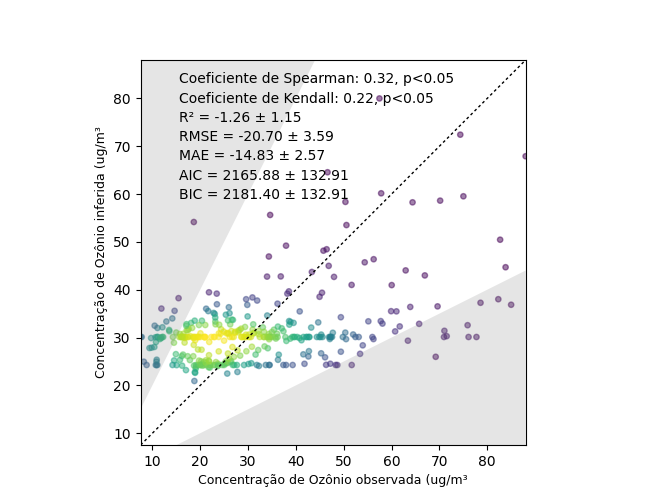 Coeficiente de Spearman: 0.32, p<0.05
Coeficiente de Kendall: 0.22, p<0.05
R² = -1.26 ± 1.15
RMSE = -20.70 ± 3.59
MAE = -14.83 ± 2.57
AIC = 2165.88 ± 132.91
BIC = 2181.40 ± 132.91
Concentração de Ozônio inferida (ug/m³
80
70
60
50
40
30
20
10
10 20 30 40 50 60 70 80
Concentração de Ozônio observada (ug/m³